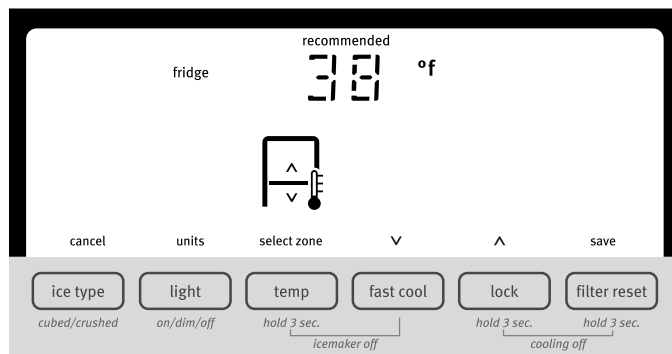 recommended
fridge 38 °f
cancel units select zone ∨ ∧ save
ice type light temp fast cool lock filter reset
cubed/crushed on/dim/off hold 3 sec. hold 3 sec. hold 3 sec.
icemaker off cooling off